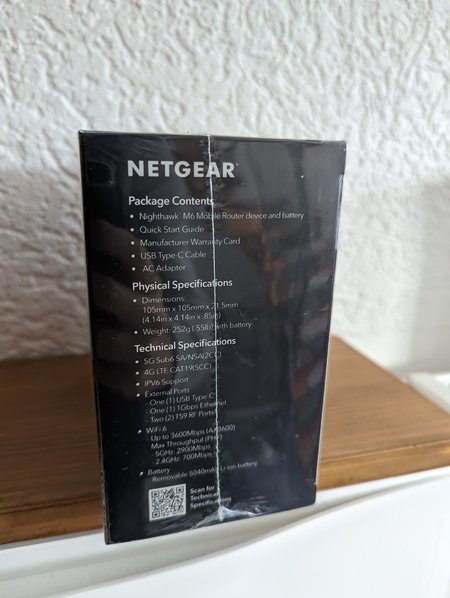 NETGEAR
Package Contents
• Nighthawk® M6 Mobile Router device and battery
• Quick Start Guide
• Manufacturer Warranty Card
• USB Type-C Cable
• AC Adapter
Physical Specifications
• Dimensions:
105mm x 105mm x 21.5mm
(4.14in x 4.14in x .85in)
• Weight: 252g (.55lb) with battery
Technical Specifications
• 5G Sub6 SA/NSA(2CC)
• 4G LTE CAT19(5CC)
• IPV6 Support
• External Ports
- One (1) USB Type C
- One (1) 1Gbps Ethernet
- Two (2) TS9 RF Ports
• WiFi 6
- Up to 3600Mbps (AX3600)
Max Throughput (PHY)
5GHz: 2900Mbps
2.4GHz: 700Mbps
• Battery
- Removable 5040mAh Li-ion battery
Scan for
Technical
Specifications